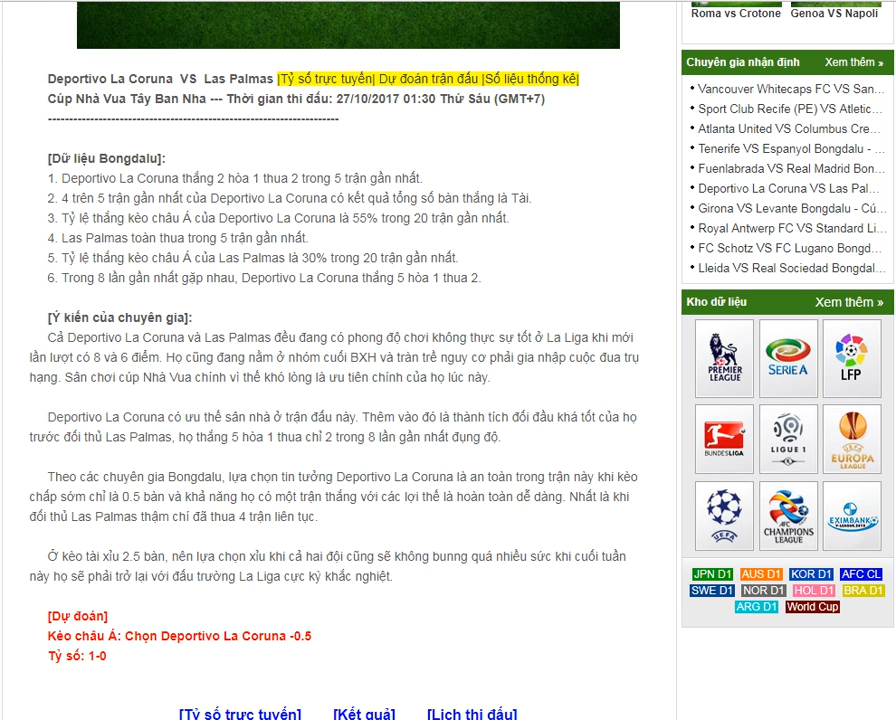 Roma vs Crotone
Genoa VS Napoli
Deportivo La Coruna VS Las Palmas |Tỷ số trực tuyến| Dự đoán trận đấu |Số liệu thống kê|
Cúp Nhà Vua Tây Ban Nha --- Thời gian thi đấu: 27/10/2017 01:30 Thứ Sáu (GMT+7)
---------------------------------------------------------------------
[Dữ liệu Bongdalu]:
1. Deportivo La Coruna thắng 2 hòa 1 thua 2 trong 5 trận gần nhất.
2. 4 trên 5 trận gần nhất của Deportivo La Coruna có kết quả tổng số bàn thắng là Tài.
3. Tỷ lệ thắng kèo châu Á của Deportivo La Coruna là 55% trong 20 trận gần nhất.
4. Las Palmas toàn thua trong 5 trận gần nhất.
5. Tỷ lệ thắng kèo châu Á của Las Palmas là 30% trong 20 trận gần nhất.
6. Trong 8 lần gần nhất gặp nhau, Deportivo La Coruna thắng 5 hòa 1 thua 2.
[Ý kiến của chuyên gia]:
Cả Deportivo La Coruna và Las Palmas đều đang có phong độ chơi không thực sự tốt ở La Liga khi mới
lần lượt có 8 và 6 điểm. Họ cũng đang nằm ở nhóm cuối BXH và tràn trề nguy cơ phải gia nhập cuộc đua trụ
hạng. Sân chơi cúp Nhà Vua chính vì thế khó lòng là ưu tiên chính của họ lúc này.
Deportivo La Coruna có ưu thế sân nhà ở trận đấu này. Thêm vào đó là thành tích đối đầu khá tốt của họ
trước đối thủ Las Palmas, họ thắng 5 hòa 1 thua chỉ 2 trong 8 lần gần nhất đụng độ.
Theo các chuyên gia Bongdalu, lựa chọn tin tưởng Deportivo La Coruna là an toàn trong trận này khi kèo
chấp sớm chỉ là 0.5 bàn và khả năng họ có một trận thắng với các lợi thế là hoàn toàn dễ dàng. Nhất là khi
đối thủ Las Palmas thậm chí đã thua 4 trận liên tục.
Ở kèo tài xỉu 2.5 bàn, nên lựa chọn xỉu khi cả hai đội cũng sẽ không bunng quá nhiều sức khi cuối tuần
này họ sẽ phải trở lại với đấu trường La Liga cực kỳ khắc nghiệt.
[Dự đoán]
Kèo châu Á: Chọn Deportivo La Coruna -0.5
Tỷ số: 1-0
[Tỷ số trực tuyến] [Kết quả] [Lịch thi đấu]
Chuyên gia nhận định Xem thêm »
Vancouver Whitecaps FC VS San...
Sport Club Recife (PE) VS Atletic...
Atlanta United VS Columbus Cre...
Tenerife VS Espanyol Bongdalu - ...
Fuenlabrada VS Real Madrid Bon...
Deportivo La Coruna VS Las Pal...
Girona VS Levante Bongdalu - Cú...
Royal Antwerp FC VS Standard Li...
FC Schotz VS FC Lugano Bongd...
Lleida VS Real Sociedad Bongdal...
Kho dữ liệu Xem thêm »
PREMIER LEAGUE
SERIE A
LFP
BUNDESLIGA
LIGUE 1
UEFA EUROPA LEAGUE
UEFA
AFC CHAMPIONS LEAGUE
EXIMBANK
V-LEAGUE 2012
JPN D1 AUS D1 KOR D1 AFC CL
SWE D1 NOR D1 HOL D1 BRA D1
ARG D1 World Cup